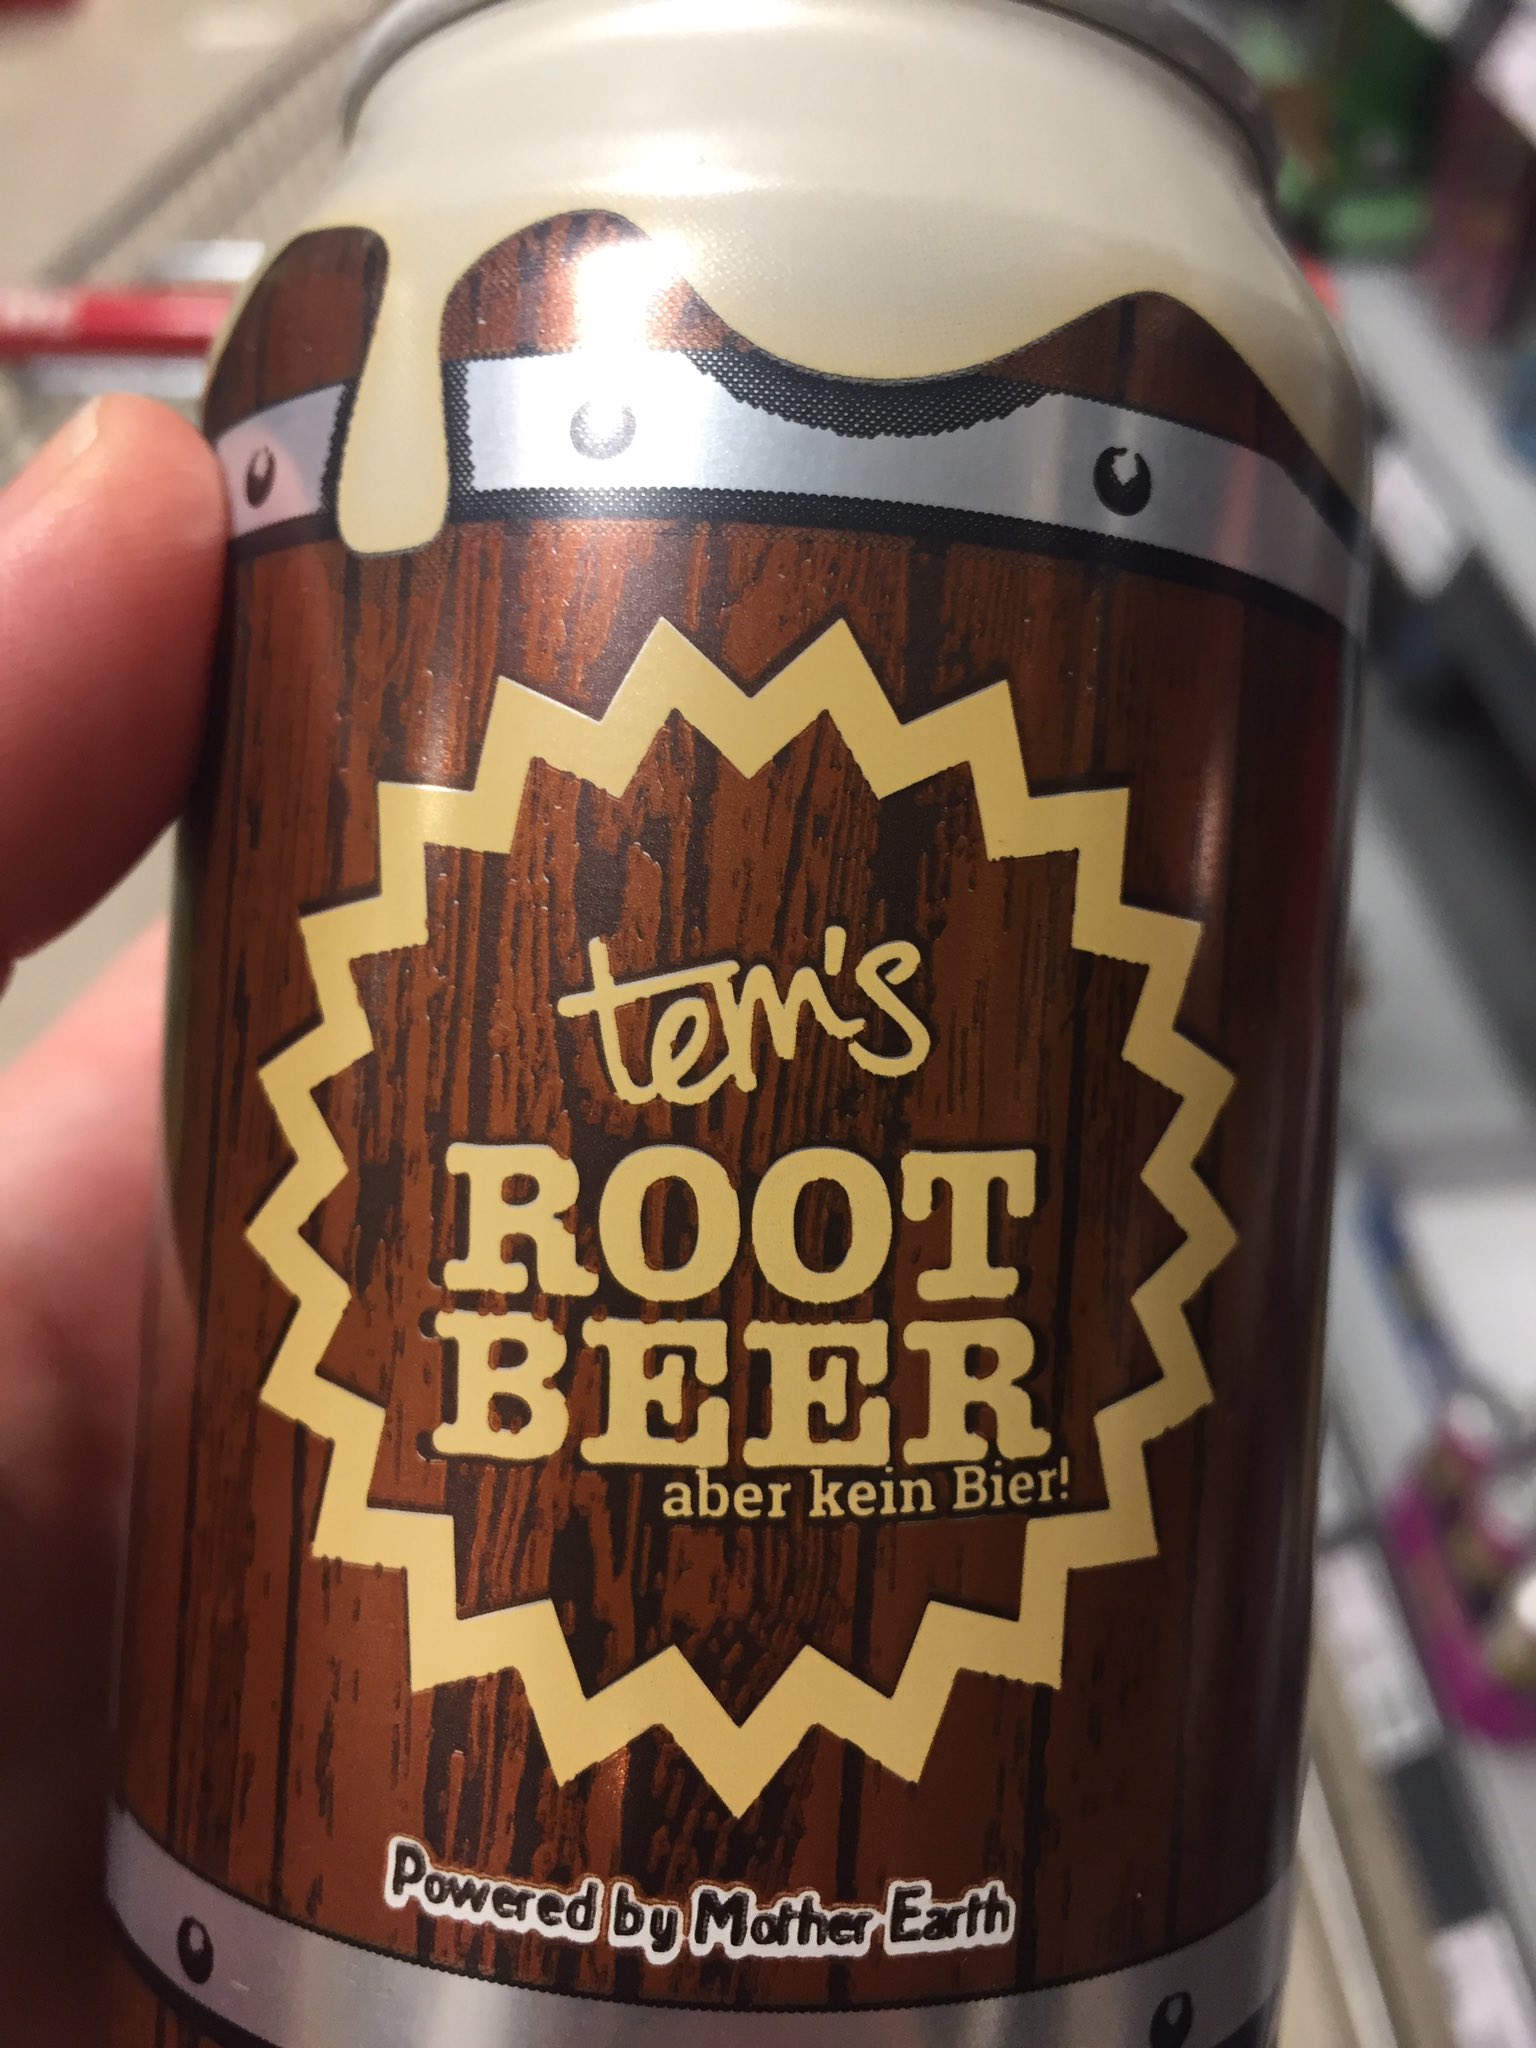 tem's
ROOT
BEER
aber kein Bier!
Powered by Mother Earth